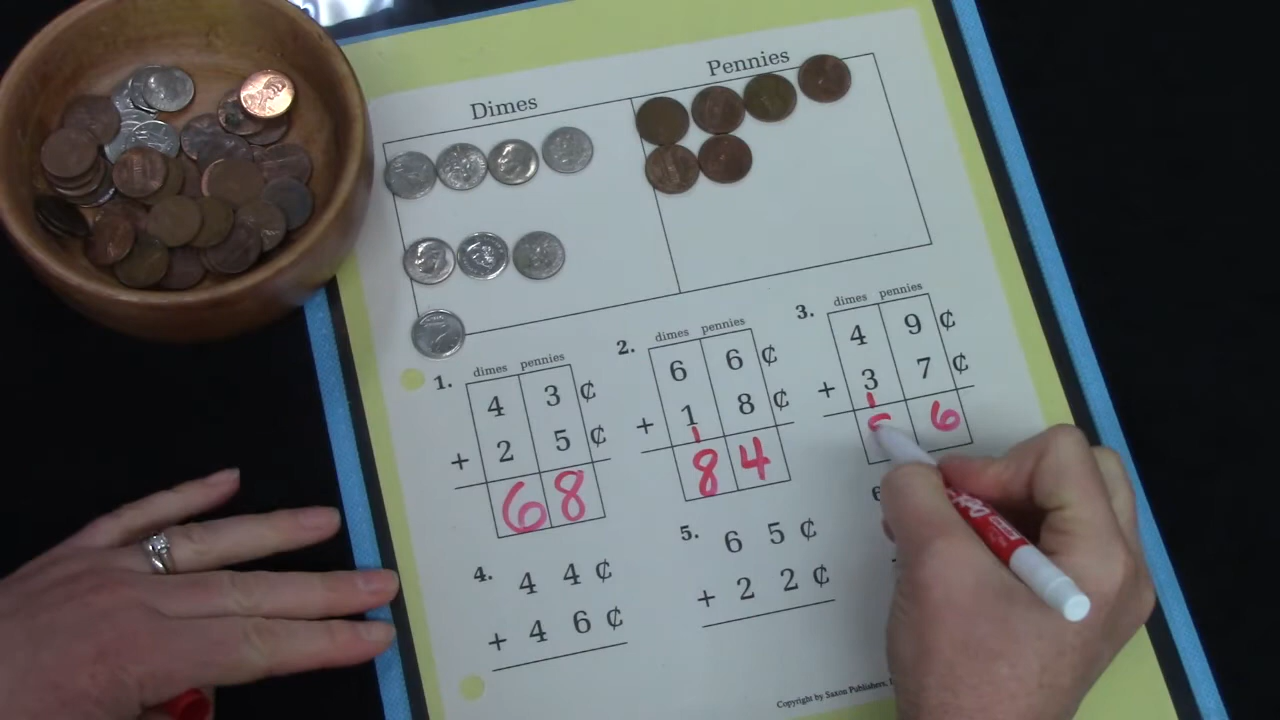 Dimes Pennies
1. dimes pennies
4 3 ¢
+ 2 5 ¢
6 8
2. dimes pennies
6 6 ¢
+ 1 8 ¢
1
8 4
3. dimes pennies
4 9 ¢
+ 3 7 ¢
1
6
4. 4 4 ¢
+ 4 6 ¢
5. 6 5 ¢
+ 2 2 ¢
Copyright by Saxon Publishers,